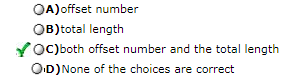 A)offset number
B)total length
C)both offset number and the total length
D)None of the choices are correct